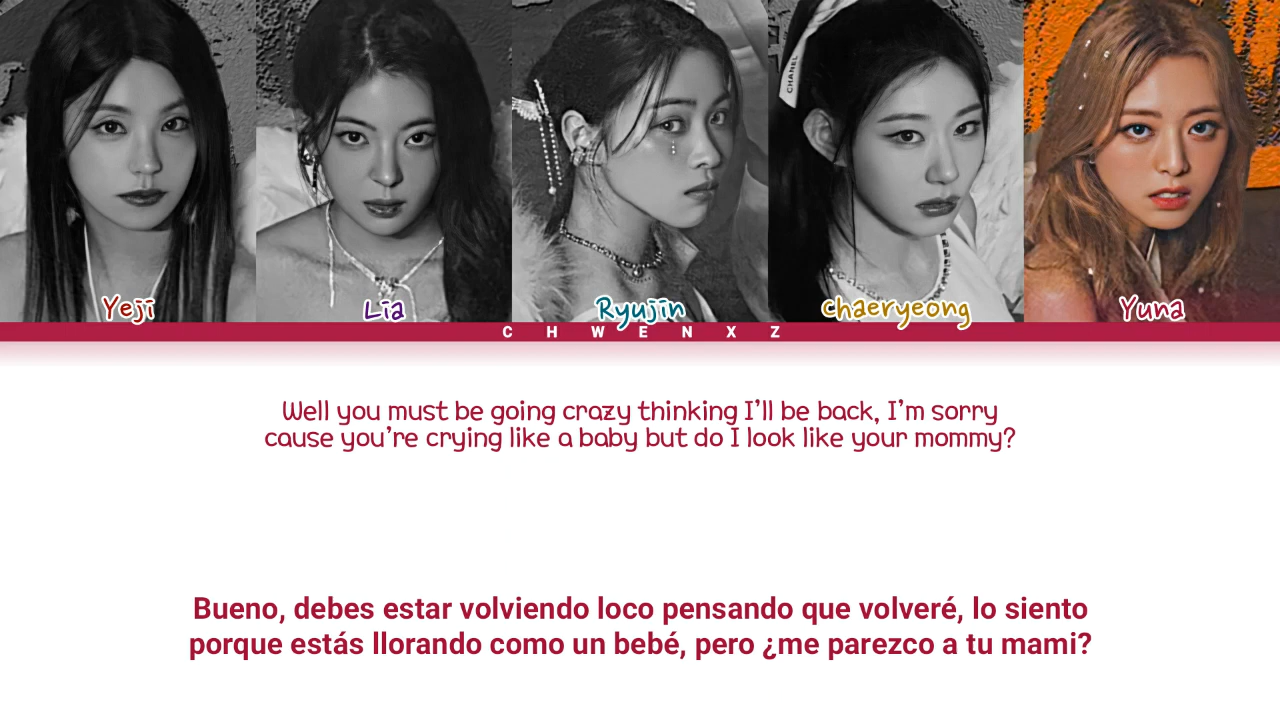 CHANEL
Yeji
Lia
Ryujin
chaeryeong
Yuna
CHWENXZ
Well you must be going crazy thinking I'll be back, I'm sorry
cause you're crying like a baby but do I look like your mommy?
Bueno, debes estar volviendo loco pensando que volveré, lo siento
porque estás llorando como un bebé, pero ¿me parezco a tu mami?